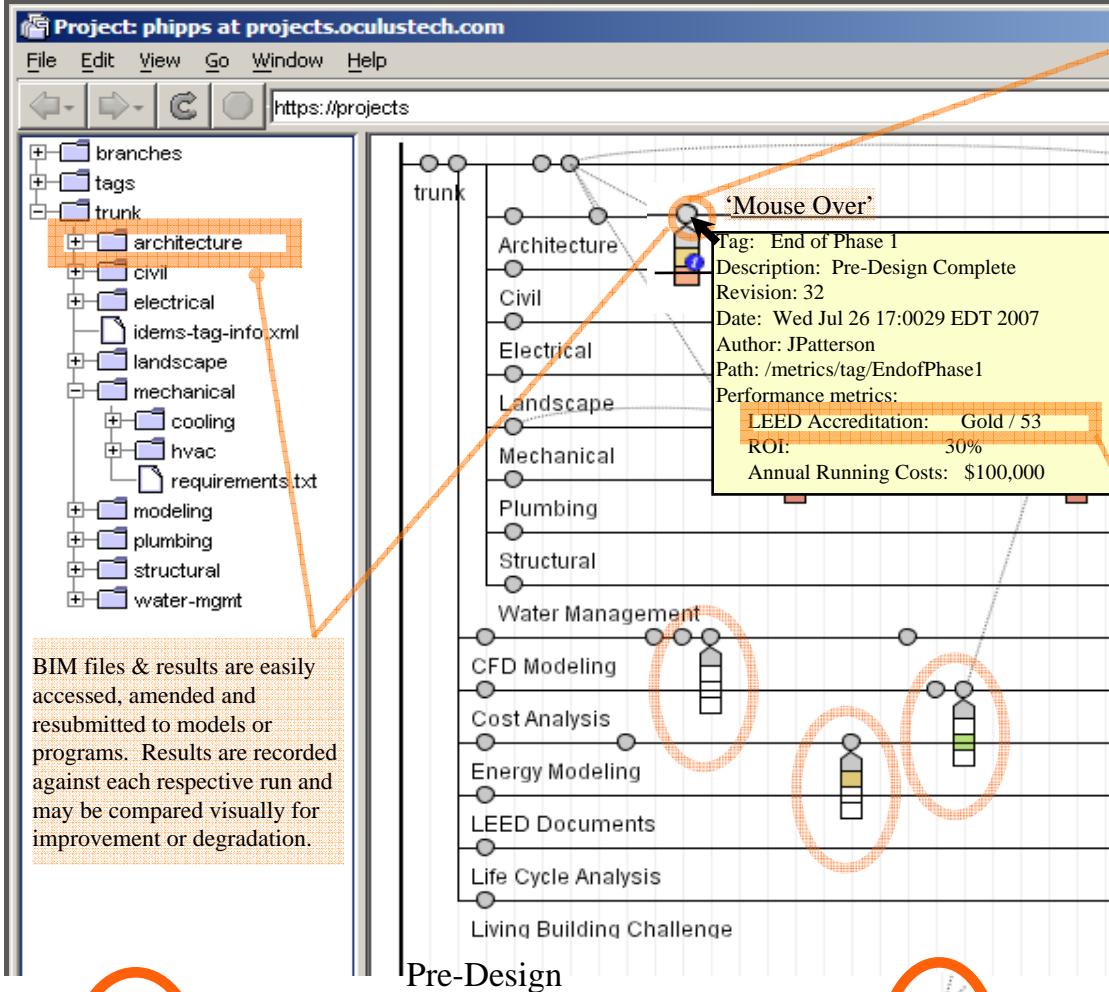 Project: phipps at projects.oculustech.com
File Edit View Go Window Help
https://projects
branches
tags
trunk
architecture
civil
electrical
idems-tag-info.xml
landscape
mechanical
cooling
hvac
requirements.txt
modeling
plumbing
structural
water-mgmt
BIM files & results are easily
accessed, amended and
resubmitted to models or
programs. Results are recorded
against each respective run and
may be compared visually for
improvement or degradation.
trunk
Architecture
Civil
Electrical
Landscape
Mechanical
Plumbing
Structural
Water Management
CFD Modeling
Cost Analysis
Energy Modeling
LEED Documents
Life Cycle Analysis
Living Building Challenge
'Mouse Over'
Tag: End of Phase 1
Description: Pre-Design Complete
Revision: 32
Date: Wed Jul 26 17:0029 EDT 2007
Author: JPatterson
Path: /metrics/tag/EndofPhase1
Performance metrics:
LEED Accreditation: Gold / 53
ROI: 30%
Annual Running Costs: $100,000
Pre-Design